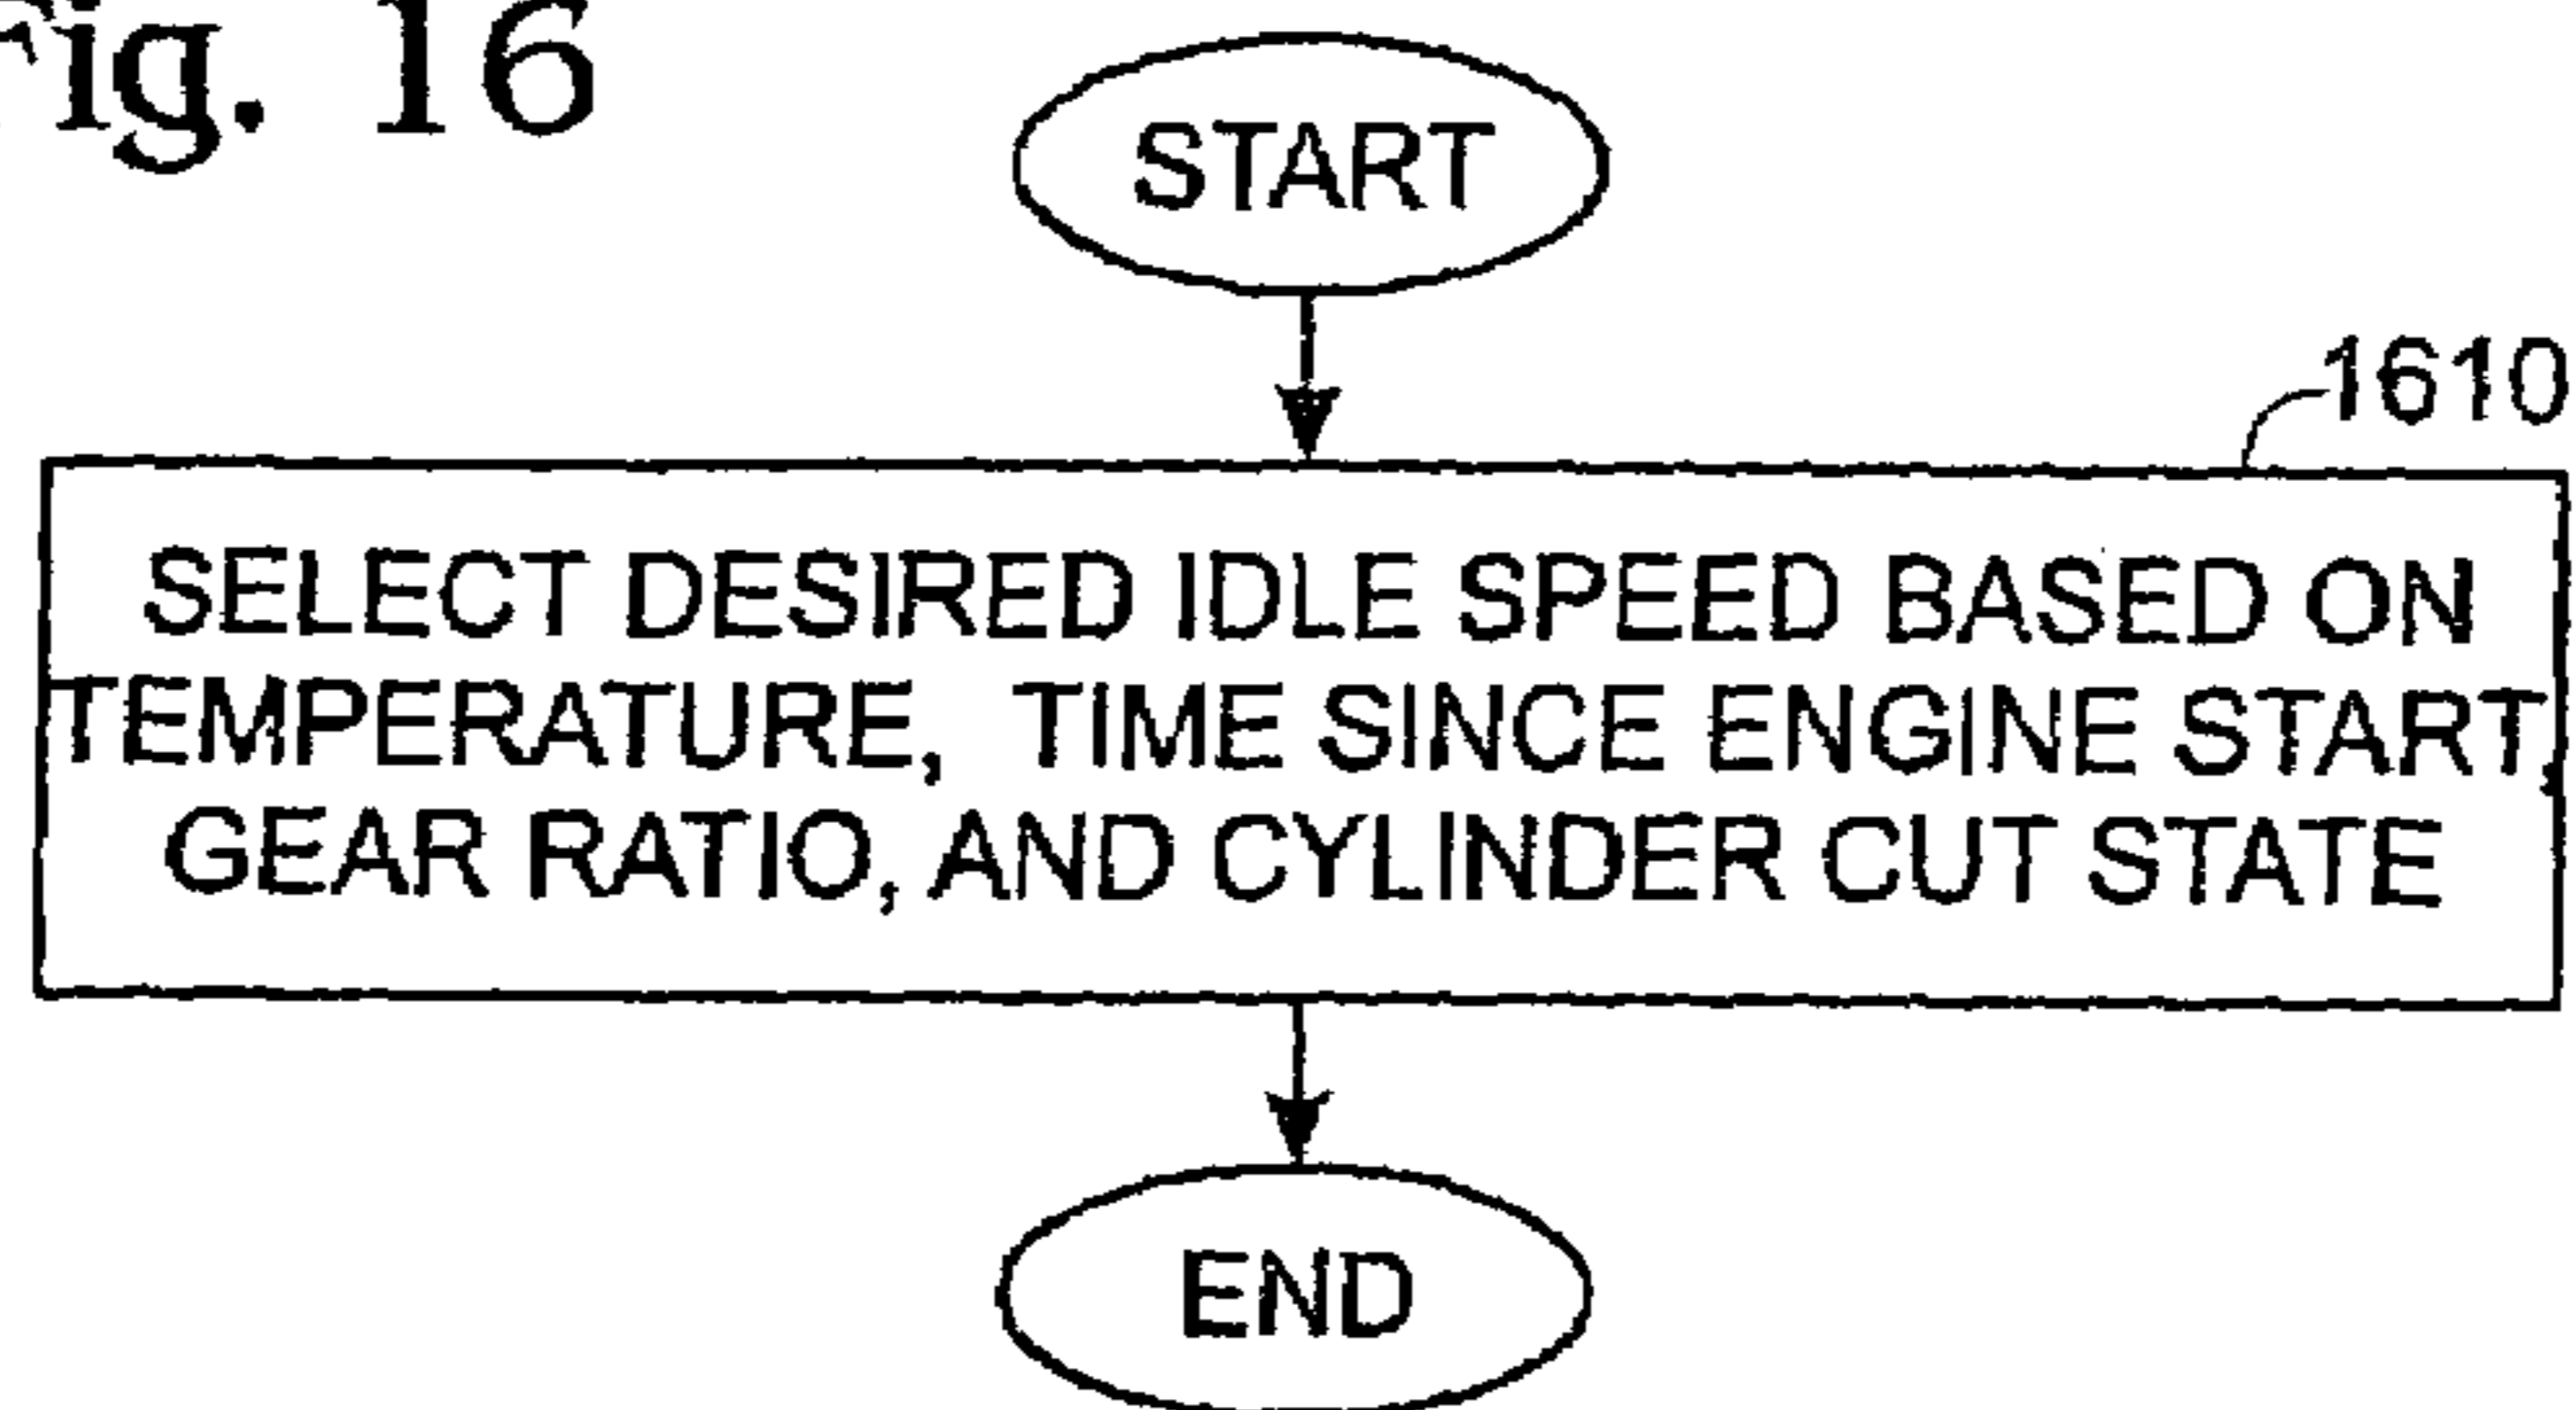 Fig. 16
START
1610
SELECT DESIRED IDLE SPEED BASED ON
TEMPERATURE, TIME SINCE ENGINE START,
GEAR RATIO, AND CYLINDER CUT STATE
END